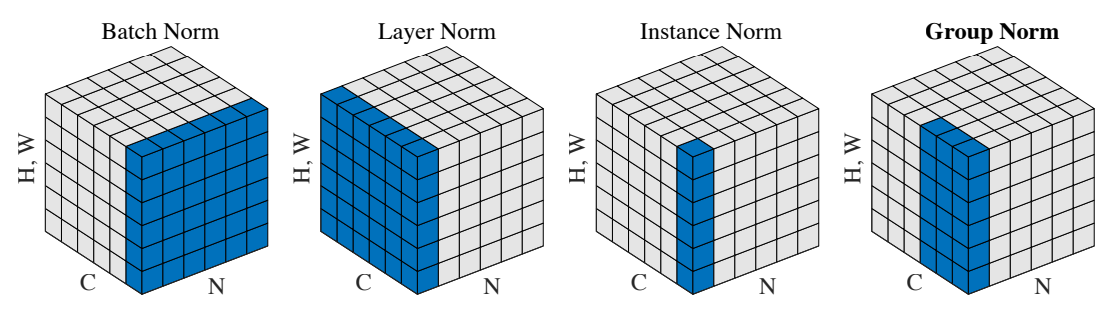 Batch Norm
Layer Norm
Instance Norm
Group Norm
H, W
C
N
H, W
C
N
H, W
C
N
H, W
C
N